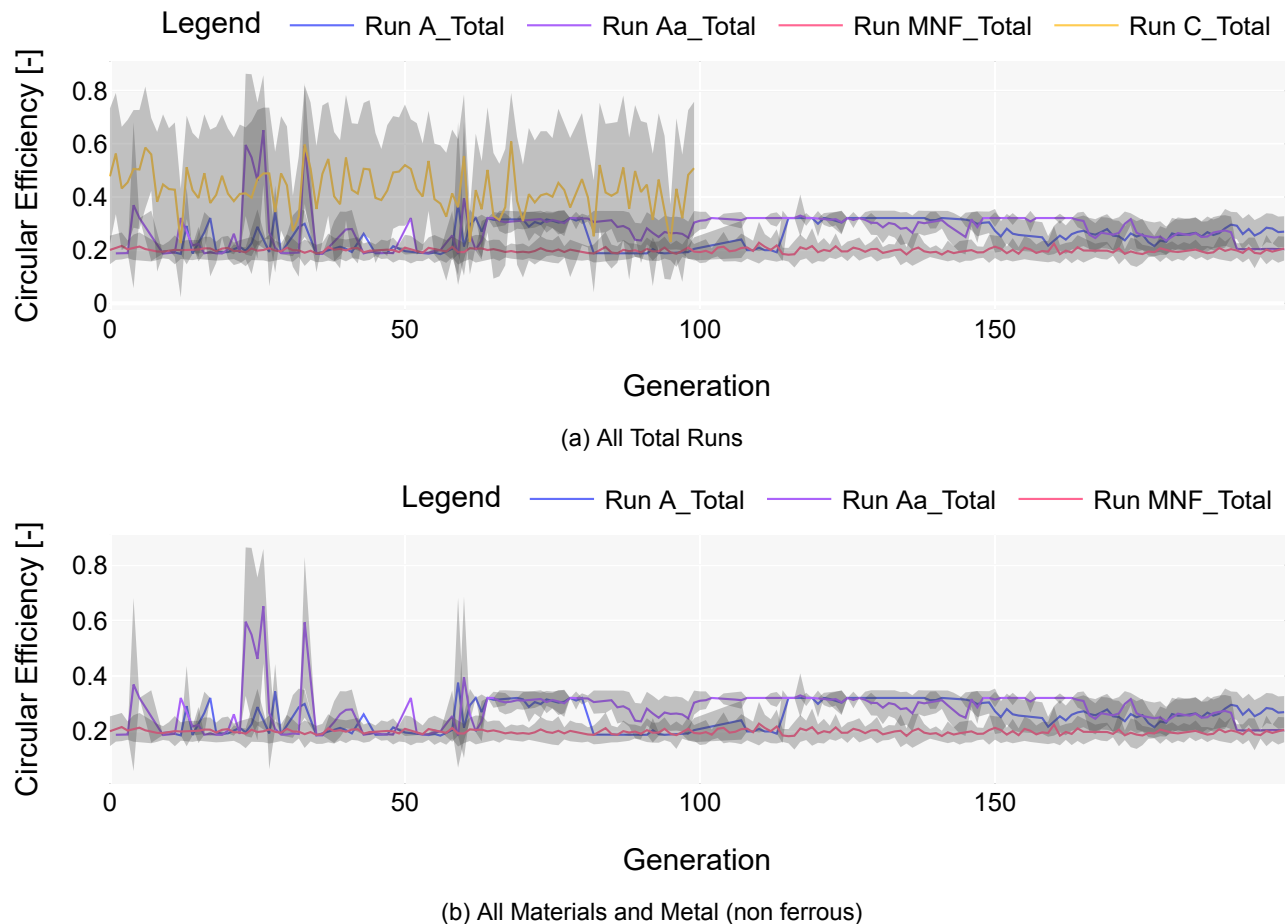 Legend Run A_Total Run Aa_Total Run MNF_Total Run C_Total
Circular Efficiency [-]
0.8
0.6
0.4
0.2
0
0 50 100 150
Generation
(a) All Total Runs
Legend Run A_Total Run Aa_Total Run MNF_Total
Circular Efficiency [-]
0.8
0.6
0.4
0.2
0 50 100 150
Generation
(b) All Materials and Metal (non ferrous)